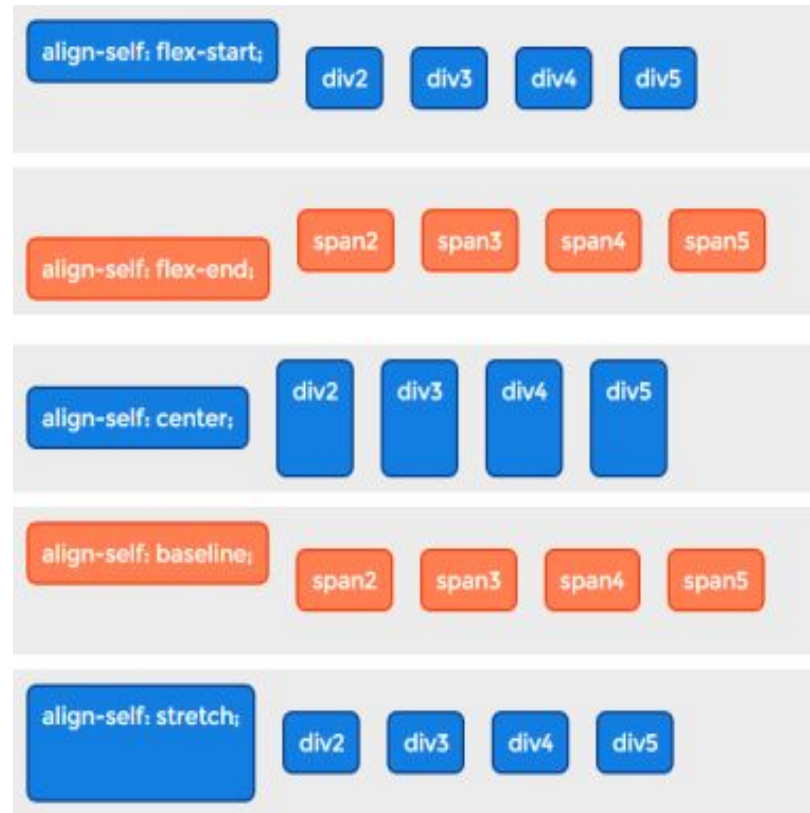 align-self: flex-start;
div2 div3 div4 div5
span2 span3 span4 span5
align-self: flex-end;
div2 div3 div4 div5
align-self: center;
align-self: baseline;
span2 span3 span4 span5
align-self: stretch;
div2 div3 div4 div5